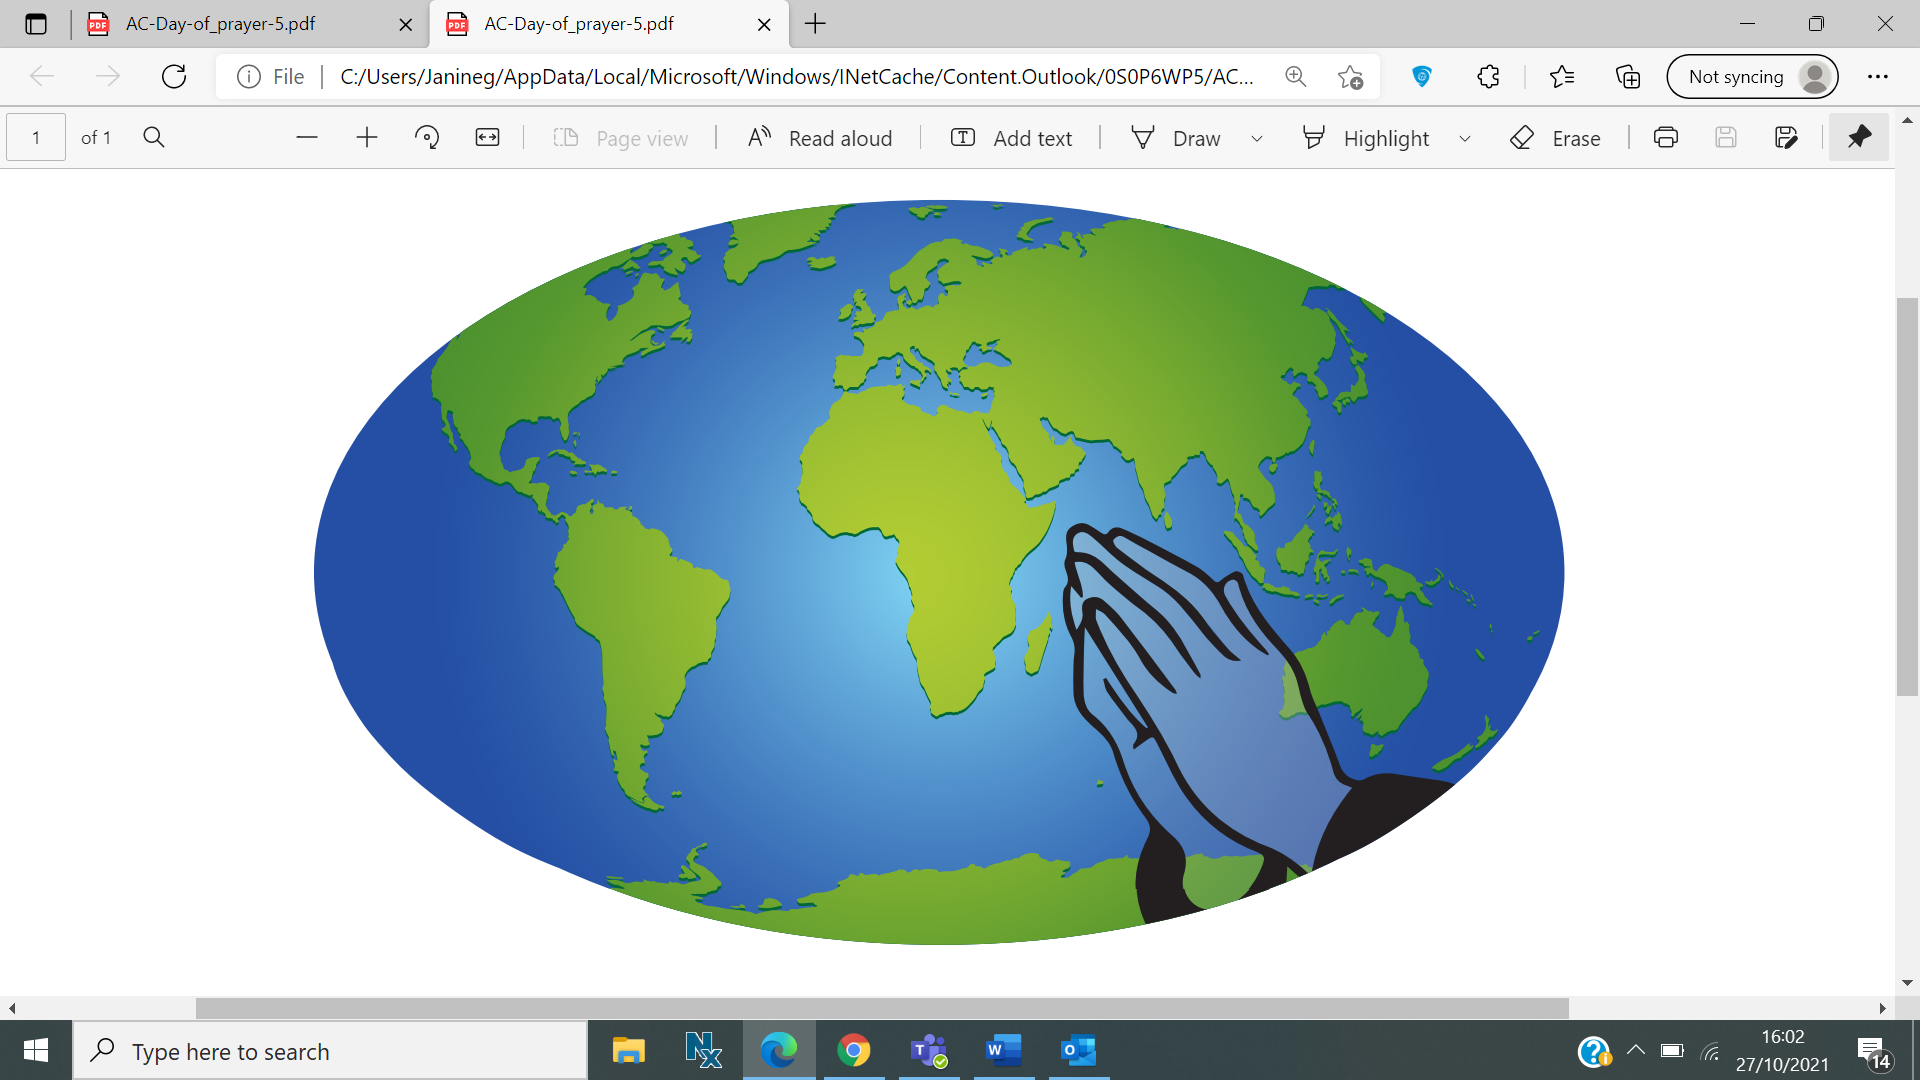 AC-Day-of_prayer-5.pdf
AC-Day-of_prayer-5.pdf
File
C:/Users/Janineg/AppData/Local/Microsoft/Windows/INetCache/Content.Outlook/0S0P6WP5/AC...
Not syncing
1
of 1
Page view
Read aloud
Add text
Draw
Highlight
Erase
Type here to search
16:02
27/10/2021
14